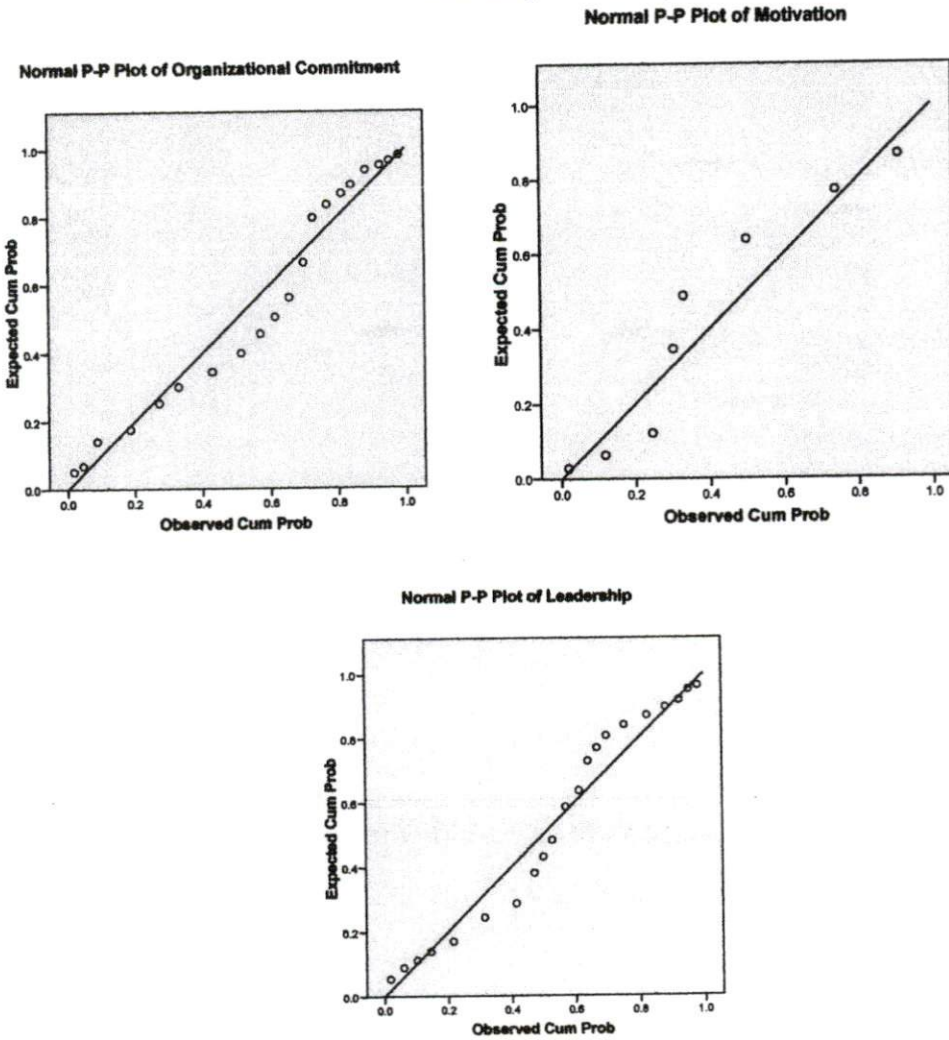 Normal P-P Plot of Motivation
Normal P-P Plot of Organizational Commitment
Expected Cum Prob
1.0
0.8
0.6
0.4
0.2
0.0
0.0 0.2 0.4 0.6 0.8 1.0
Observed Cum Prob
Expected Cum Prob
1.0
0.8
0.6
0.4
0.2
0.0
0.0 0.2 0.4 0.6 0.8 1.0
Observed Cum Prob
Normal P-P Plot of Leadership
Expected Cum Prob
1.0
0.8
0.6
0.4
0.2
0.0
0.0 0.2 0.4 0.6 0.8 1.0
Observed Cum Prob